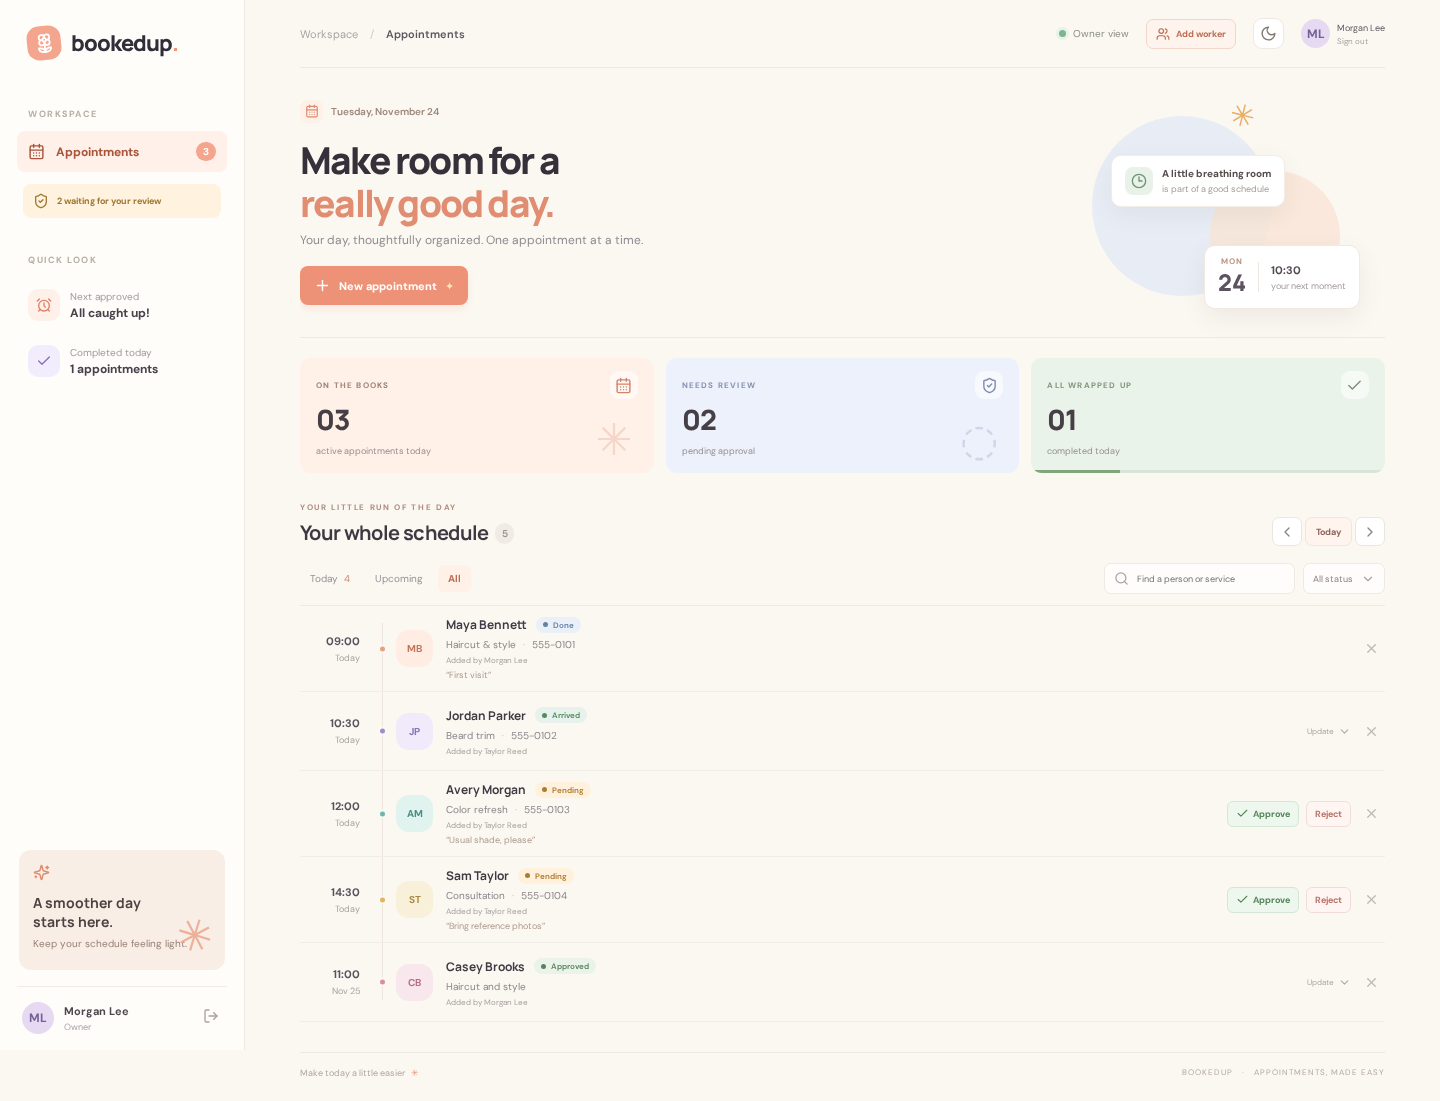 bookedup.
WORKSPACE
Appointments 3
2 waiting for your review
QUICK LOOK
Next approved
All caught up!
Completed today
1 appointments
A smoother day
starts here.
Keep your schedule feeling light.
ML Morgan Lee
Owner
Workspace / Appointments
Owner view
Add worker
ML Morgan Lee
Sign out
Tuesday, November 24
Make room for a
really good day.
Your day, thoughtfully organized. One appointment at a time.
New appointment
A little breathing room
is part of a good schedule
MON
24
10:30
your next moment
ON THE BOOKS
03
active appointments today
NEEDS REVIEW
02
pending approval
ALL WRAPPED UP
01
completed today
YOUR LITTLE RUN OF THE DAY
Your whole schedule 5
Today
Today 4 Upcoming All
Find a person or service
All status
09:00
Today
MB
Maya Bennett Done
Haircut & style · 555-0101
Added by Morgan Lee
"First visit"
10:30
Today
JP
Jordan Parker Arrived
Beard trim · 555-0102
Added by Taylor Reed
Update
12:00
Today
AM
Avery Morgan Pending
Color refresh · 555-0103
Added by Taylor Reed
"Usual shade, please"
Approve Reject
14:30
Today
ST
Sam Taylor Pending
Consultation · 555-0104
Added by Taylor Reed
"Bring reference photos"
Approve Reject
11:00
Nov 25
CB
Casey Brooks Approved
Haircut and style
Added by Morgan Lee
Update
Make today a little easier
BOOKEDUP · APPOINTMENTS, MADE EASY